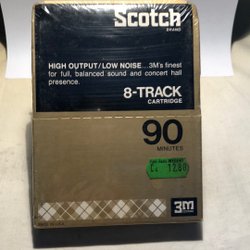 Scotch
BRAND
HIGH OUTPUT/LOW NOISE...3M's finest
for full, balanced sound and concert hall
presence.
8-TRACK
CARTRIDGE
90
MINUTES
12.80
3M